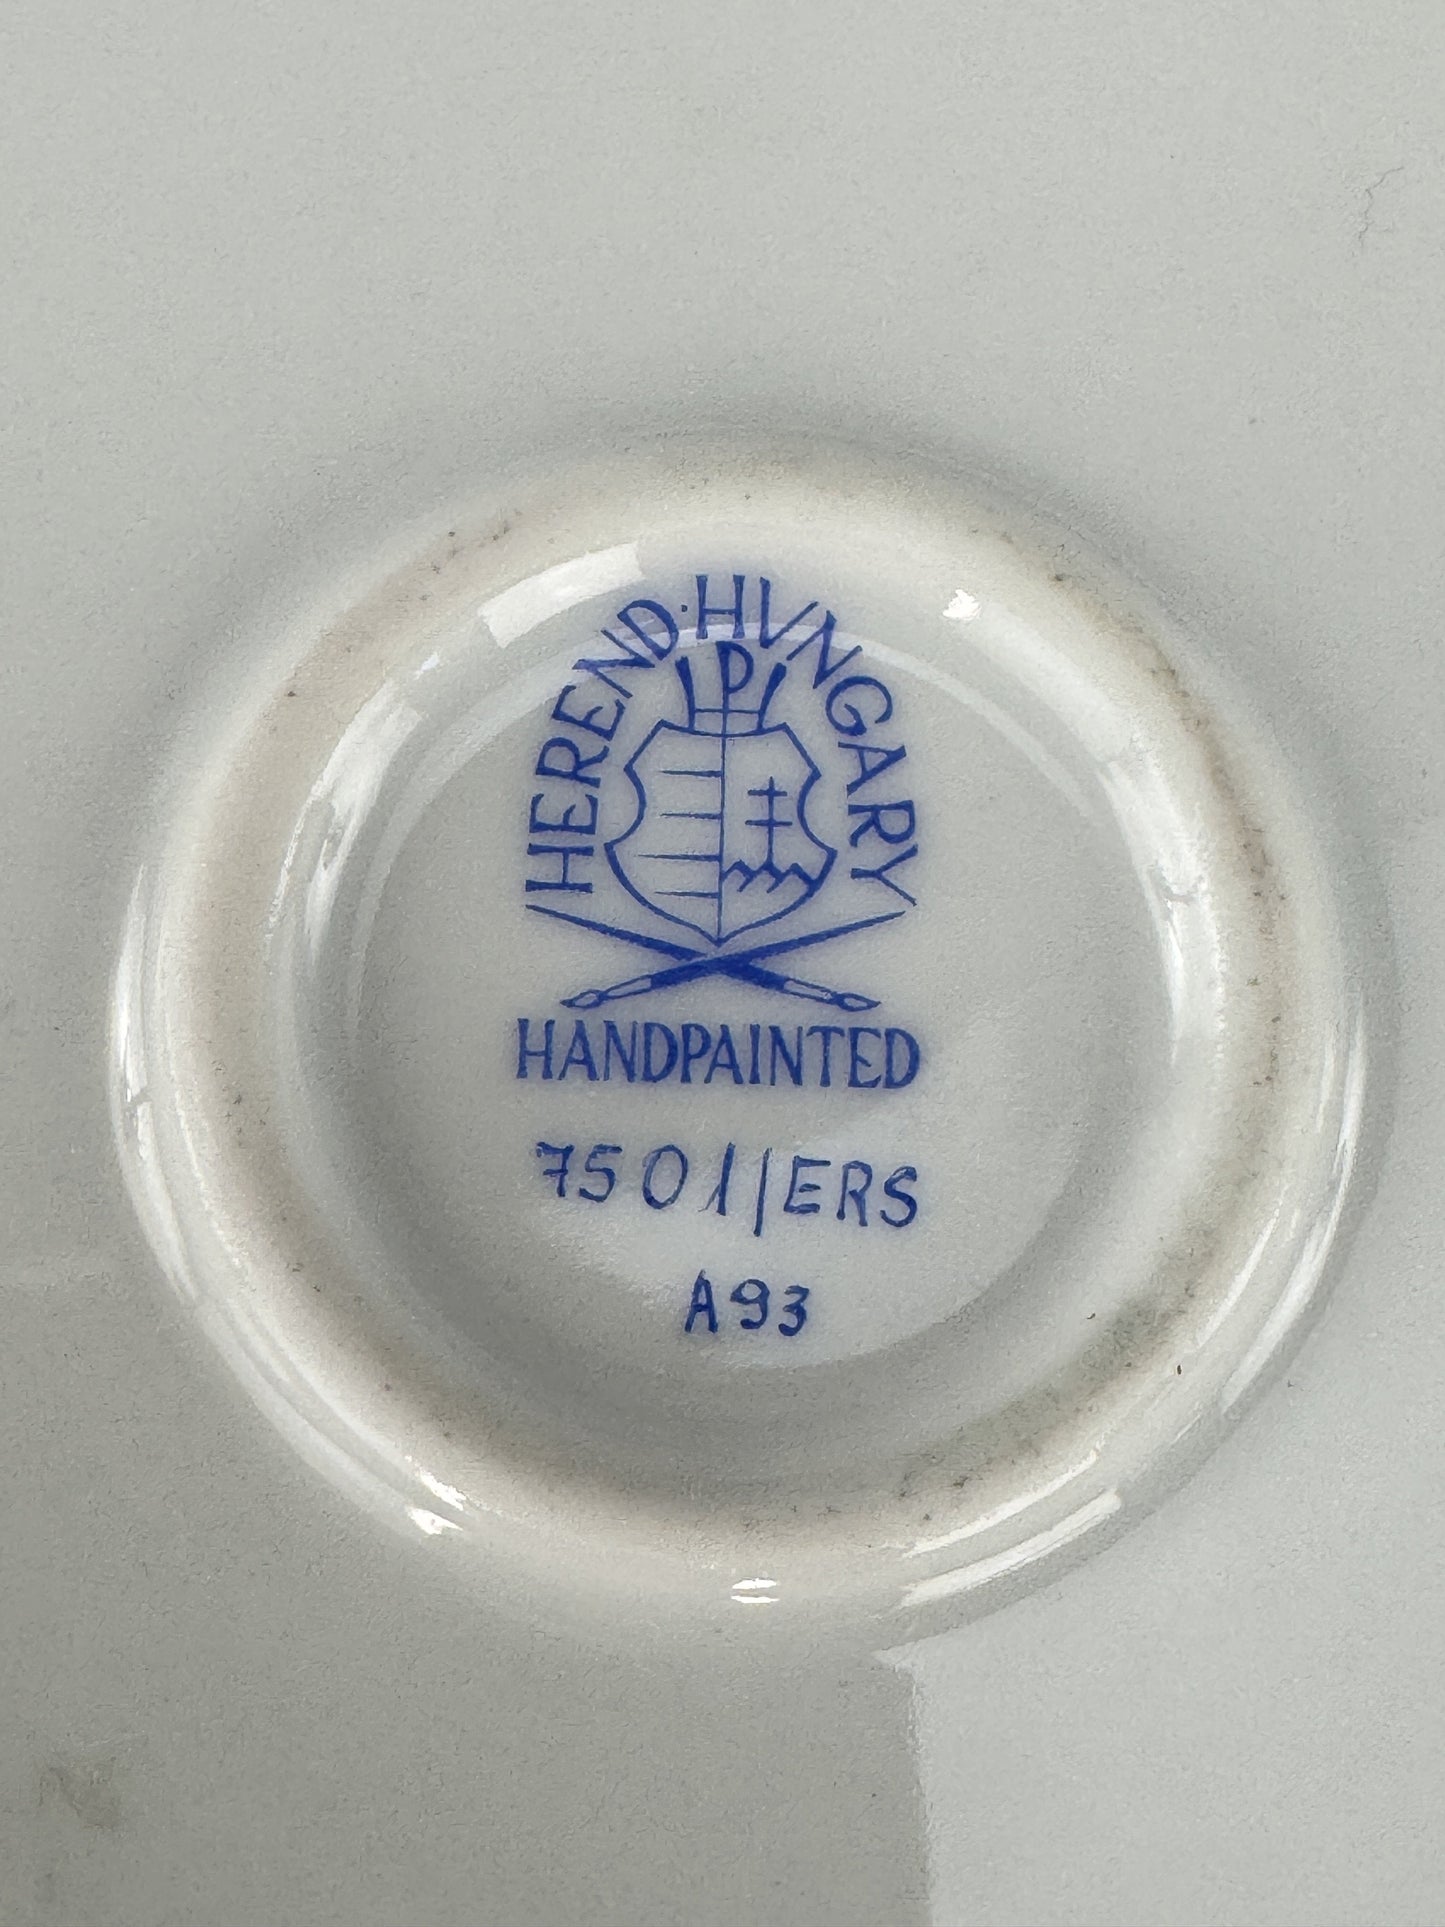 HEREND·HUNGARY
HANDPAINTED
7501/ERS
A93